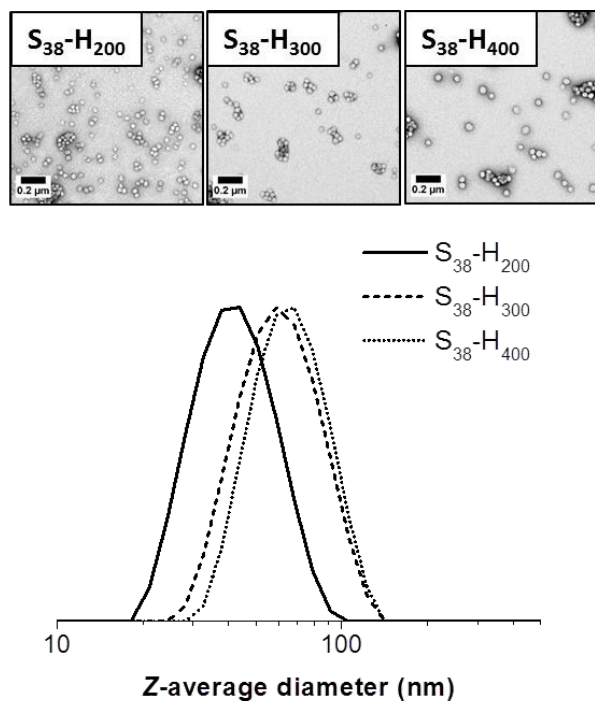 S₃₈-H₂₀₀ S₃₈-H₃₀₀ S₃₈-H₄₀₀
0.2 µm 0.2 µm 0.2 µm
S₃₈-H₂₀₀
S₃₈-H₃₀₀
S₃₈-H₄₀₀
10 100
Z-average diameter (nm)